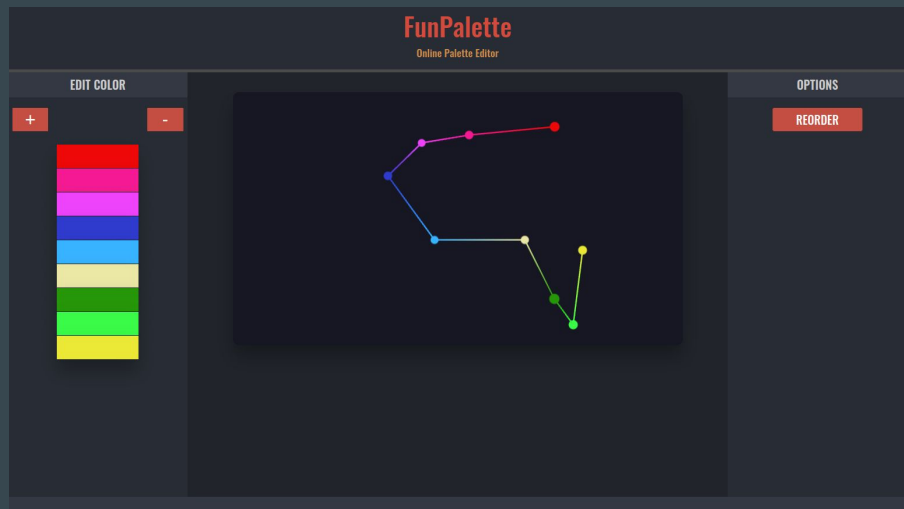 FunPalette
Online Palette Editor
EDIT COLOR
OPTIONS
+
-
REORDER